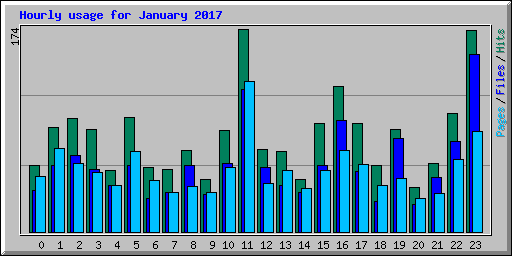 Hourly usage for January 2017
174
Pages / Files / Hits
0 1 2 3 4 5 6 7 8 9 10 11 12 13 14 15 16 17 18 19 20 21 22 23